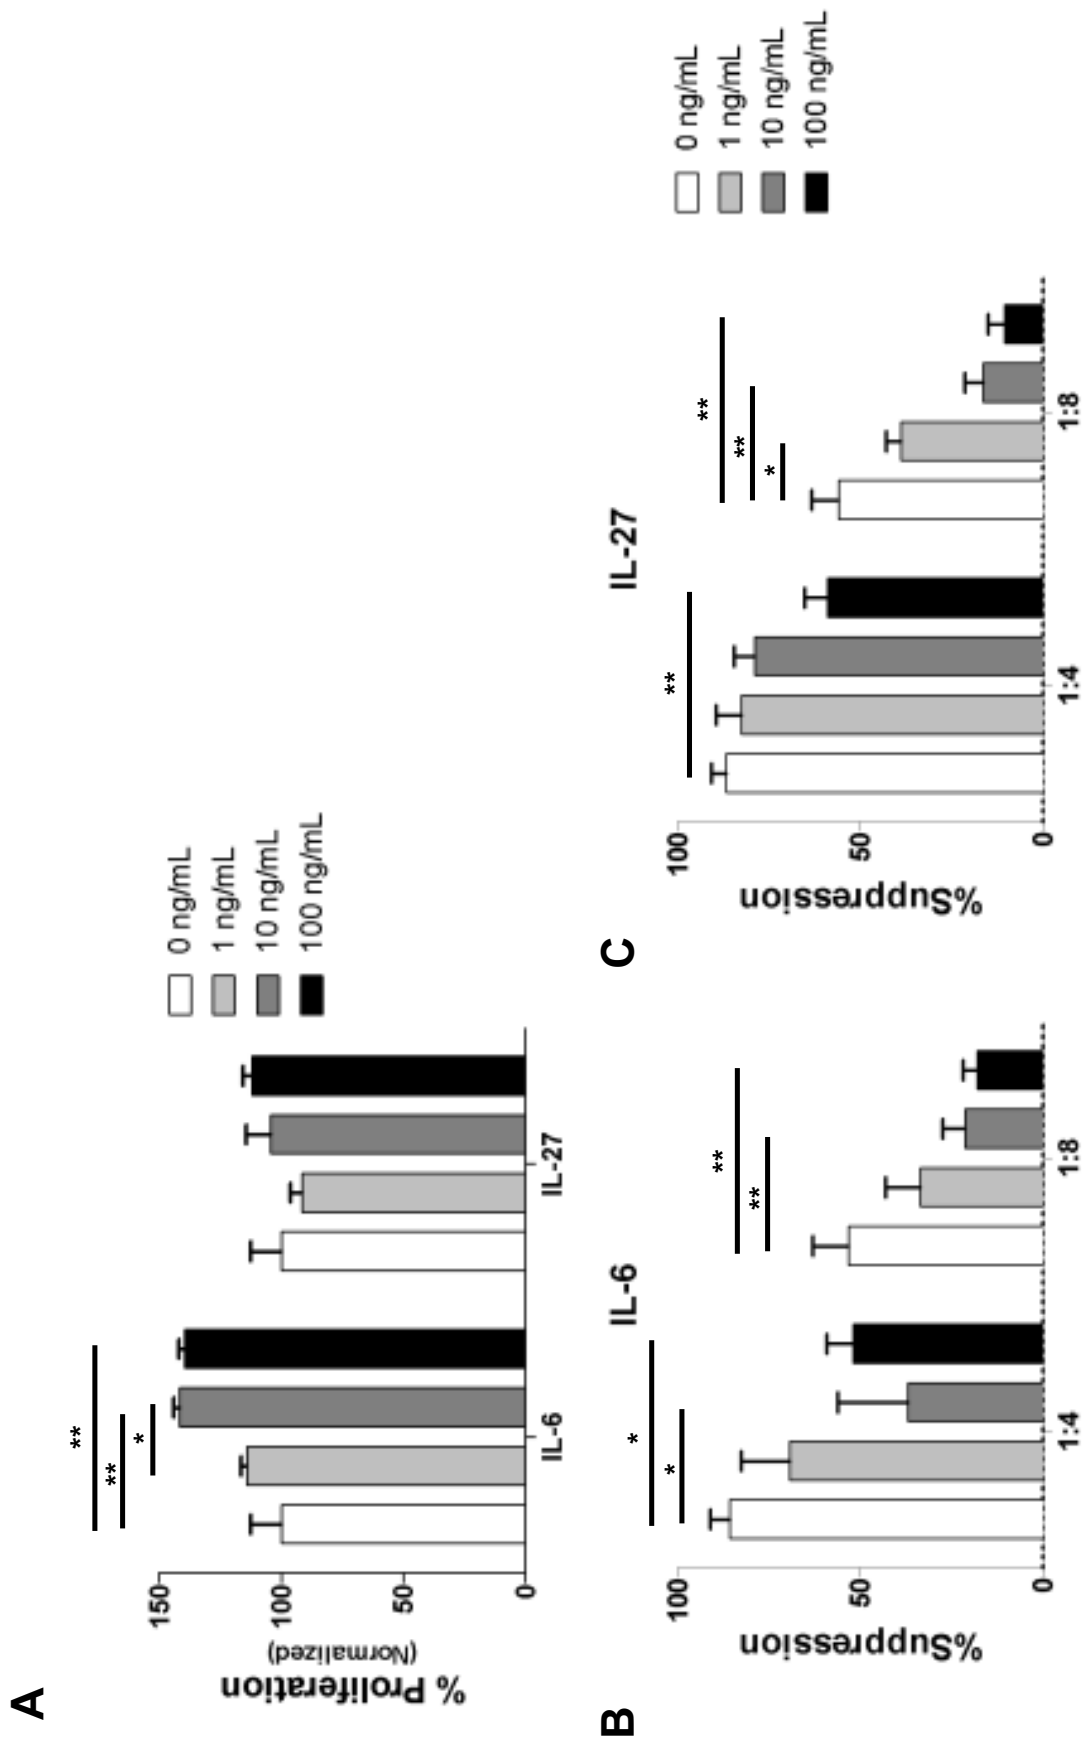 A
% Proliferation
(Normalized)
150
100
50
0
**
**
*
IL-6
IL-27
0 ng/mL
1 ng/mL
10 ng/mL
100 ng/mL
B
IL-6
%Suppression
100
50
0
*
*
**
**
1:4
1:8
C
IL-27
%Suppression
100
50
0
**
**
**
*
1:4
1:8
0 ng/mL
1 ng/mL
10 ng/mL
100 ng/mL